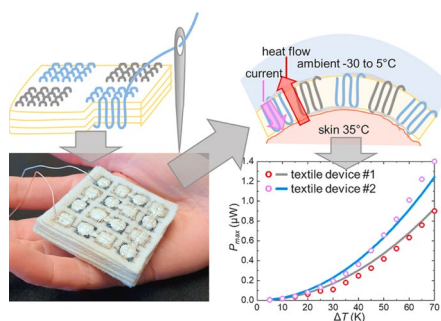 heat flow
ambient -30 to 5°C
current
skin 35°C
1.4
1.2
1.0
0.8
0.6
0.4
0.2
0.0
P max (μW)
textile device #1
textile device #2
0 10 20 30 40 50 60 70
ΔT (K)